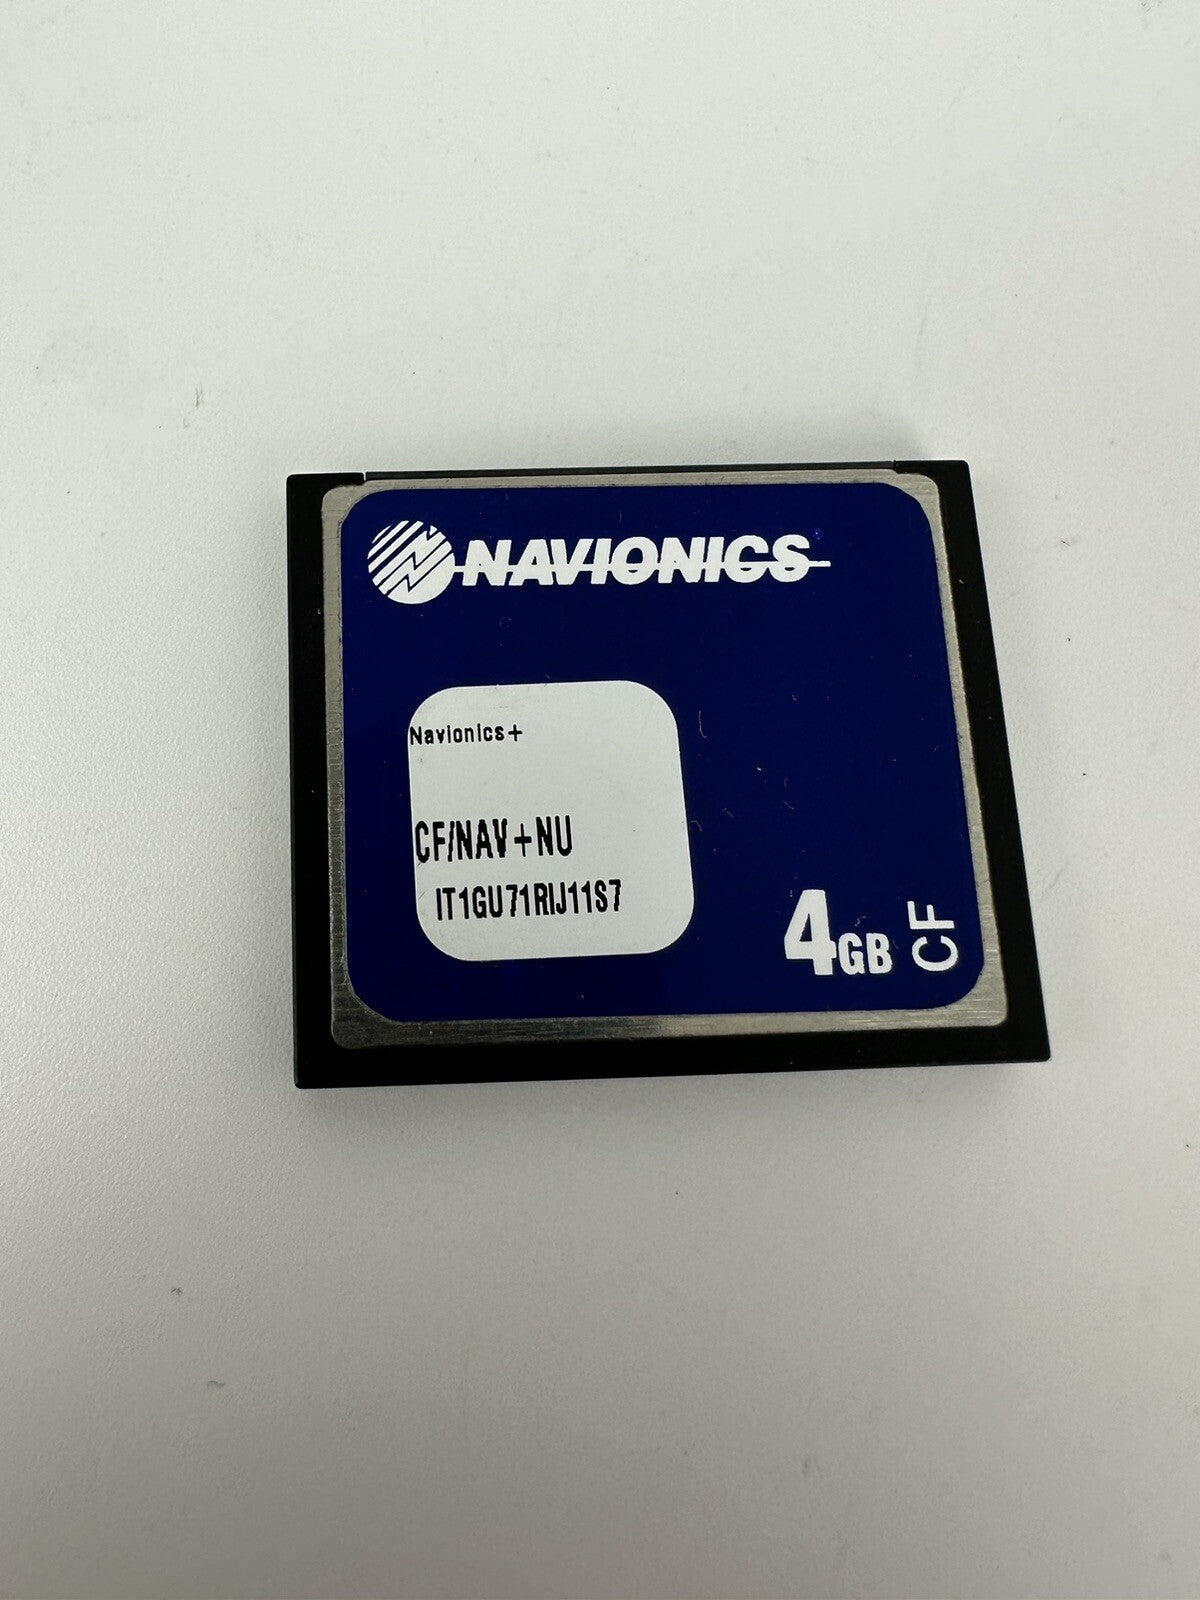 NAVIONICS
Navionics+
CF/NAV+NU
IT1GU71RIJ11S7
4GB CF